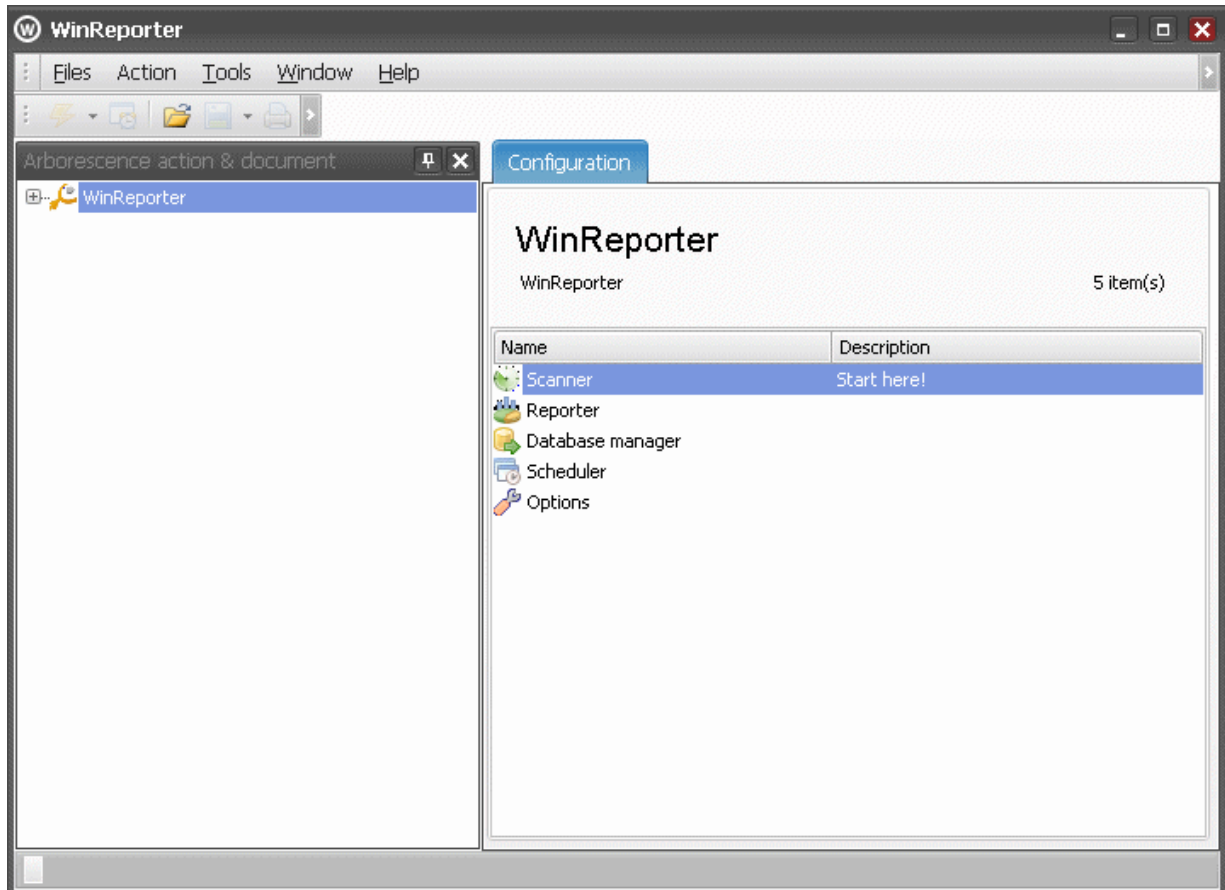 WinReporter
Files Action Tools Window Help
Arborescence action & document
WinReporter
Configuration
WinReporter
WinReporter 5 item(s)
Name Description
Scanner Start here!
Reporter
Database manager
Scheduler
Options